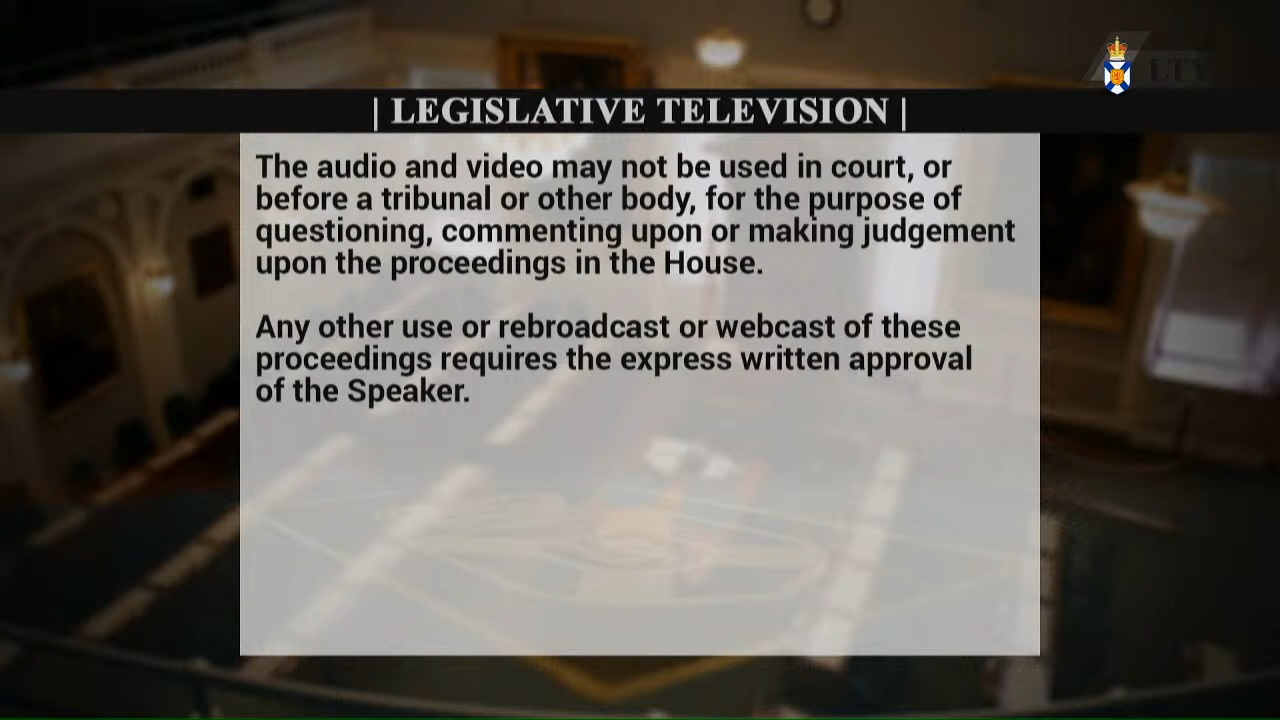 LTV
| LEGISLATIVE TELEVISION |
The audio and video may not be used in court, or
before a tribunal or other body, for the purpose of
questioning, commenting upon or making judgement
upon the proceedings in the House.
Any other use or rebroadcast or webcast of these
proceedings requires the express written approval
of the Speaker.